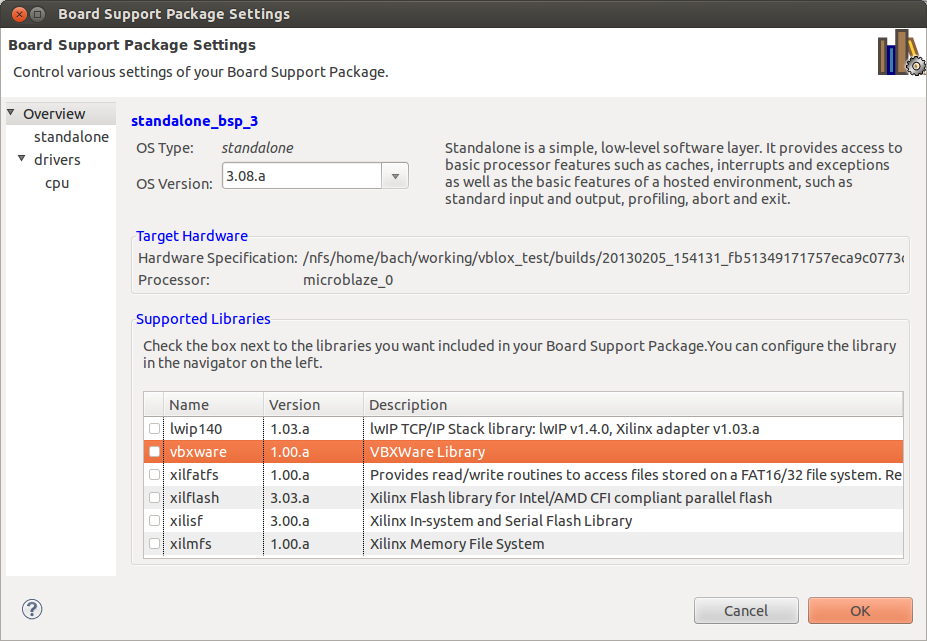 Board Support Package Settings
Board Support Package Settings
Control various settings of your Board Support Package.
Overview
standalone
drivers
cpu
standalone_bsp_3
OS Type: standalone
OS Version: 3.08.a
Standalone is a simple, low-level software layer. It provides access to
basic processor features such as caches, interrupts and exceptions
as well as the basic features of a hosted environment, such as
standard input and output, profiling, abort and exit.
Target Hardware
Hardware Specification: /nfs/home/bach/working/vblox_test/builds/20130205_154131_fb51349171757eca9c0773c
Processor: microblaze_0
Supported Libraries
Check the box next to the libraries you want included in your Board Support Package.You can configure the library
in the navigator on the left.
Name Version Description
lwip140 1.03.a lwIP TCP/IP Stack library: lwIP v1.4.0, Xilinx adapter v1.03.a
vbxware 1.00.a VBXWare Library
xilfatfs 1.00.a Provides read/write routines to access files stored on a FAT16/32 file system. Re
xilflash 3.03.a Xilinx Flash library for Intel/AMD CFI compliant parallel flash
xilisf 3.00.a Xilinx In-system and Serial Flash Library
xilmfs 1.00.a Xilinx Memory File System
?
Cancel OK